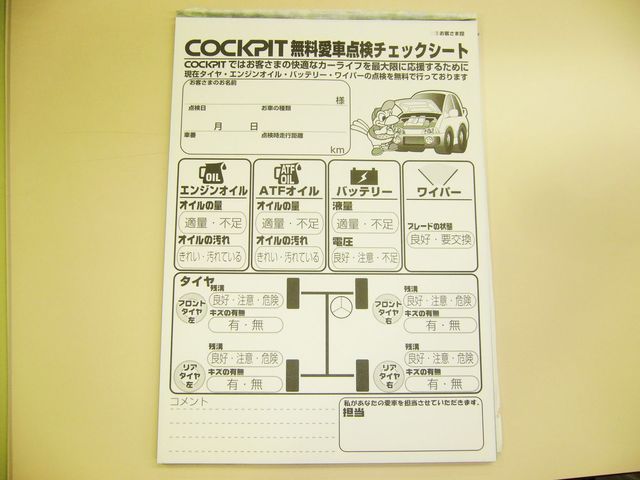 お客さま控
COCKPIT 無料愛車点検チェックシート
COCKPITではお客さまの快適なカーライフを最大限に応援するために
現在タイヤ・エンジンオイル・バッテリー・ワイパーの点検を無料で行っております
お客さまのお名前
様
点検日 お車の種類
月 日
車番 点検時走行距離
km
OIL ATF OIL
エンジンオイル ATFオイル バッテリー ワイパー
オイルの量 オイルの量 液量
適量・不足 適量・不足 適量・不足 ブレードの状態
オイルの汚れ オイルの汚れ 電圧 良好・要交換
きれい・汚れている きれい・汚れている 良好・不足
タイヤ
フロントタイヤ左 残溝 良好・注意・危険
キズの有無 有・無
フロントタイヤ右 残溝 良好・注意・危険
キズの有無 有・無
リアタイヤ左 残溝 良好・注意・危険
キズの有無 有・無
リアタイヤ右 残溝 良好・注意・危険
キズの有無 有・無
コメント
私があなたの愛車を担当させていただきます。
担当